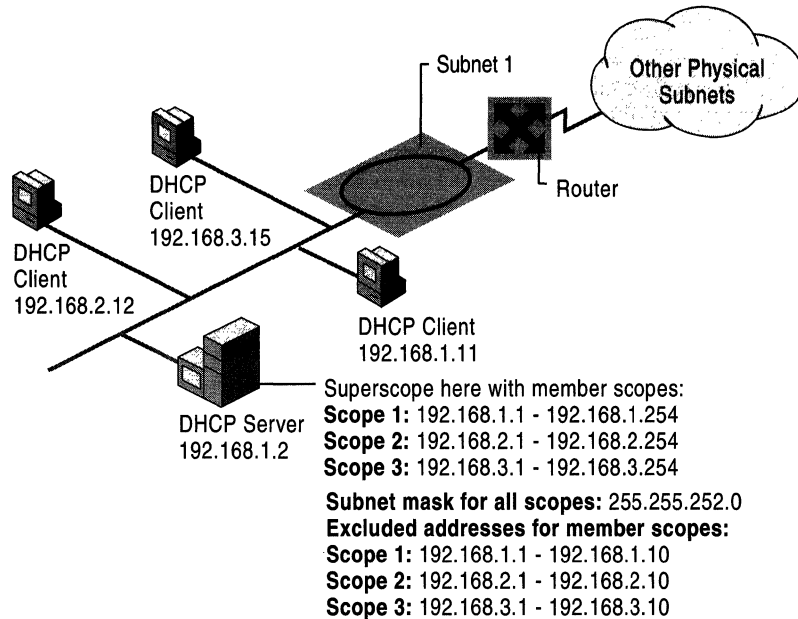 Subnet 1
Other Physical
Subnets
Router
DHCP
Client
192.168.3.15
DHCP
Client
192.168.2.12
DHCP Client
192.168.1.11
DHCP Server
192.168.1.2
Superscope here with member scopes:
Scope 1: 192.168.1.1 - 192.168.1.254
Scope 2: 192.168.2.1 - 192.168.2.254
Scope 3: 192.168.3.1 - 192.168.3.254
Subnet mask for all scopes: 255.255.252.0
Excluded addresses for member scopes:
Scope 1: 192.168.1.1 - 192.168.1.10
Scope 2: 192.168.2.1 - 192.168.2.10
Scope 3: 192.168.3.1 - 192.168.3.10